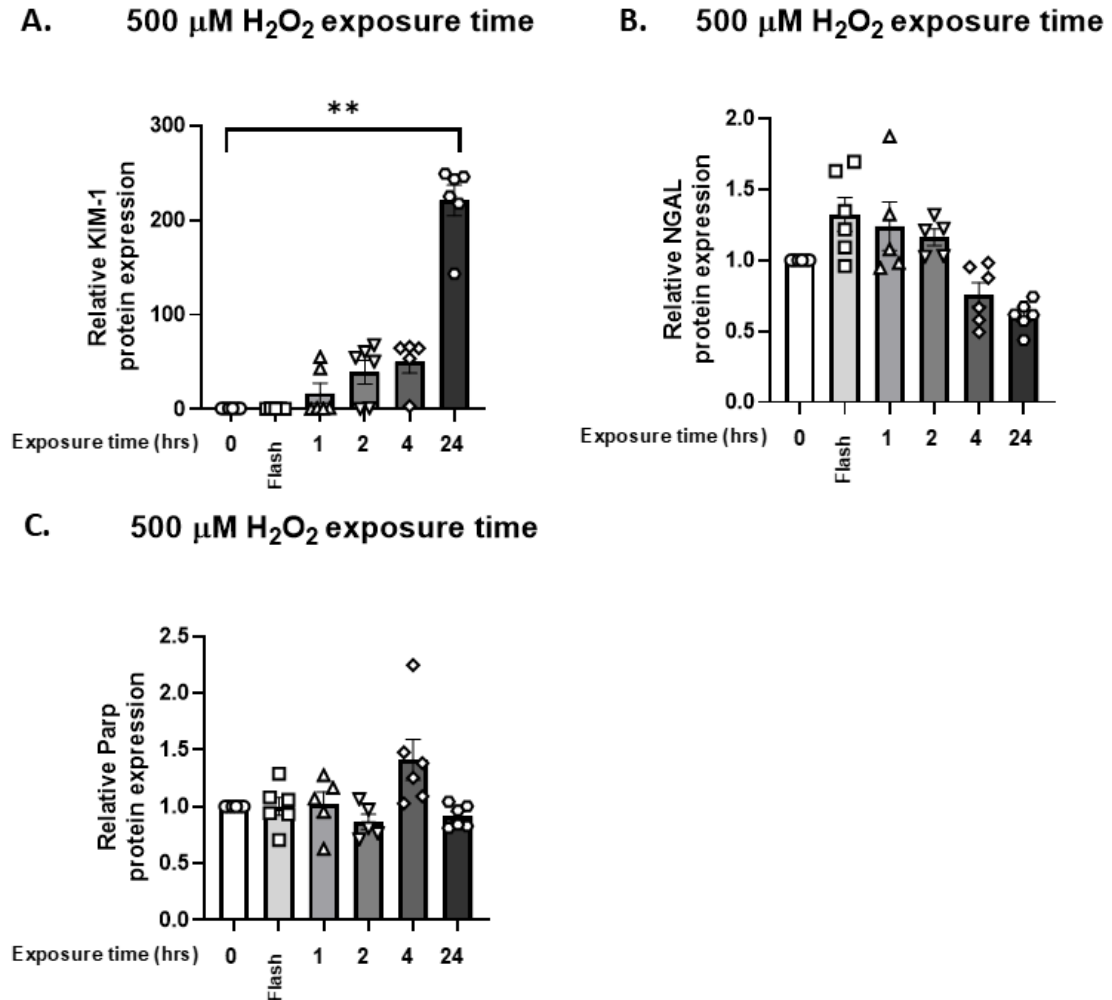 A. 500 μM H₂O₂ exposure time
**
Relative KIM-1
protein expression
300
200
100
0
Exposure time (hrs) 0 Flash 1 2 4 24
B. 500 μM H₂O₂ exposure time
Relative NGAL
protein expression
2.0
1.5
1.0
0.5
0.0
Exposure time (hrs) 0 Flash 1 2 4 24
C. 500 μM H₂O₂ exposure time
Relative Parp
protein expression
2.5
2.0
1.5
1.0
0.5
0.0
Exposure time (hrs) 0 Flash 1 2 4 24